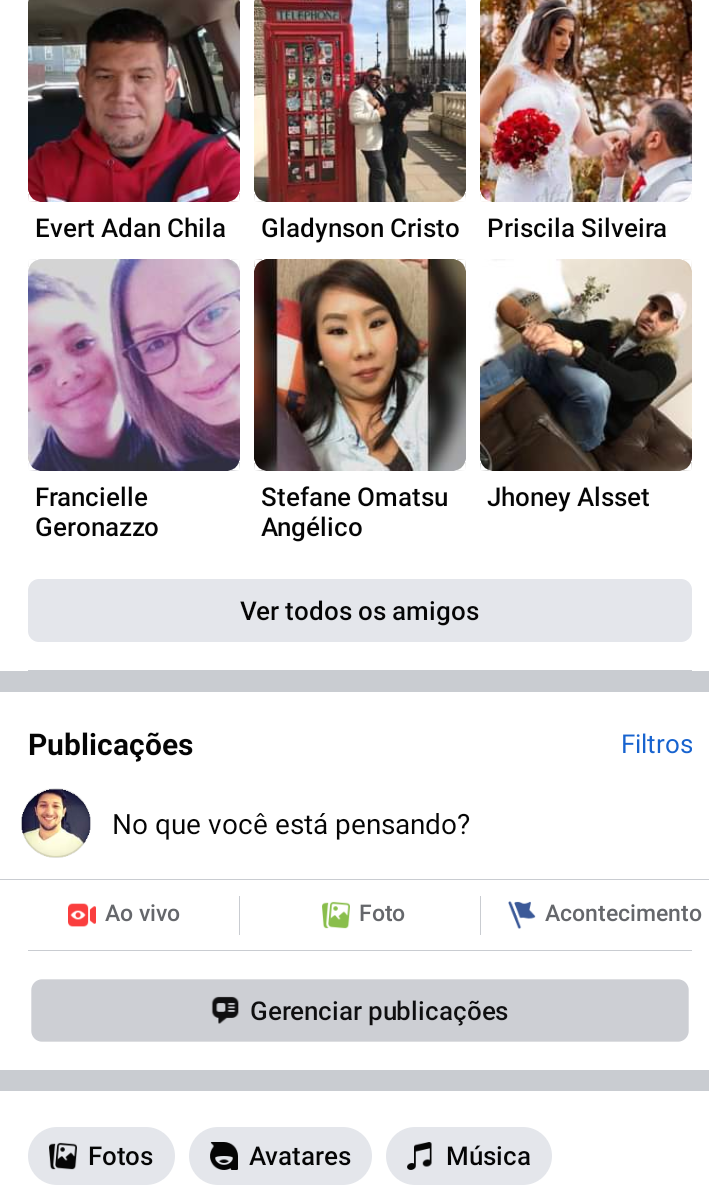 TELEPHONE
Evert Adan Chila
Gladynson Cristo
Priscila Silveira
Francielle
Geronazzo
Stefane Omatsu
Angélico
Jhoney Alsset
Ver todos os amigos
Publicações
Filtros
No que você está pensando?
Ao vivo
Foto
Acontecimento
Gerenciar publicações
Fotos
Avatares
Música